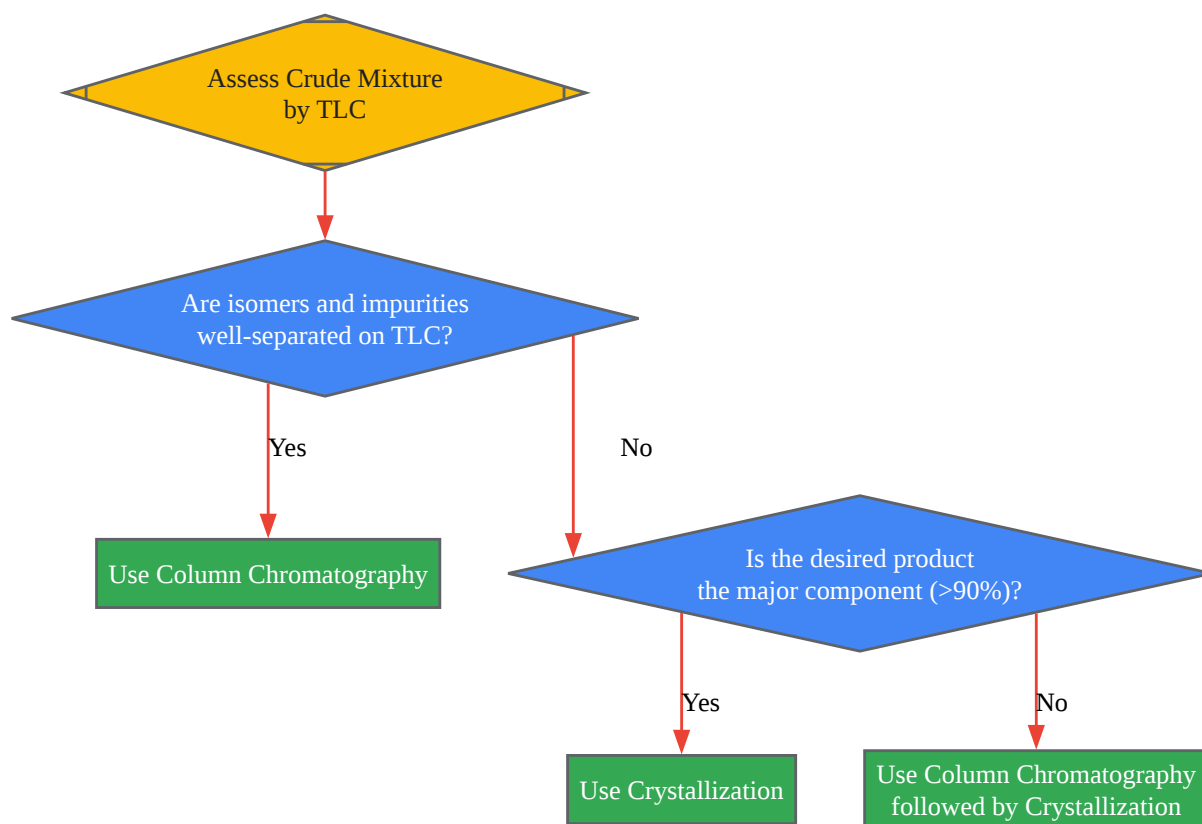 Assess Crude Mixture
by TLC
Are isomers and impurities
well-separated on TLC?
Yes
No
Use Column Chromatography
Is the desired product
the major component (>90%)?
Yes
No
Use Crystallization
Use Column Chromatography
followed by Crystallization